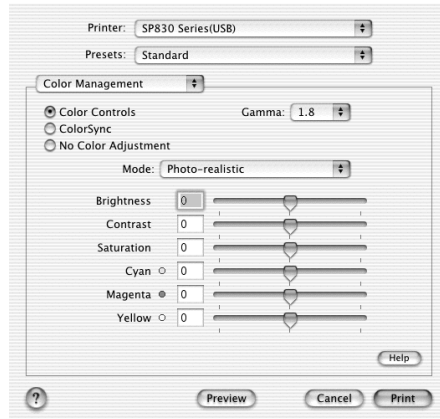 Printer: SP830 Series(USB)
Presets: Standard
Color Management
Color Controls Gamma: 1.8
ColorSync
No Color Adjustment
Mode: Photo-realistic
Brightness 0
Contrast 0
Saturation 0
Cyan 0
Magenta 0
Yellow 0
Help
? Preview Cancel Print